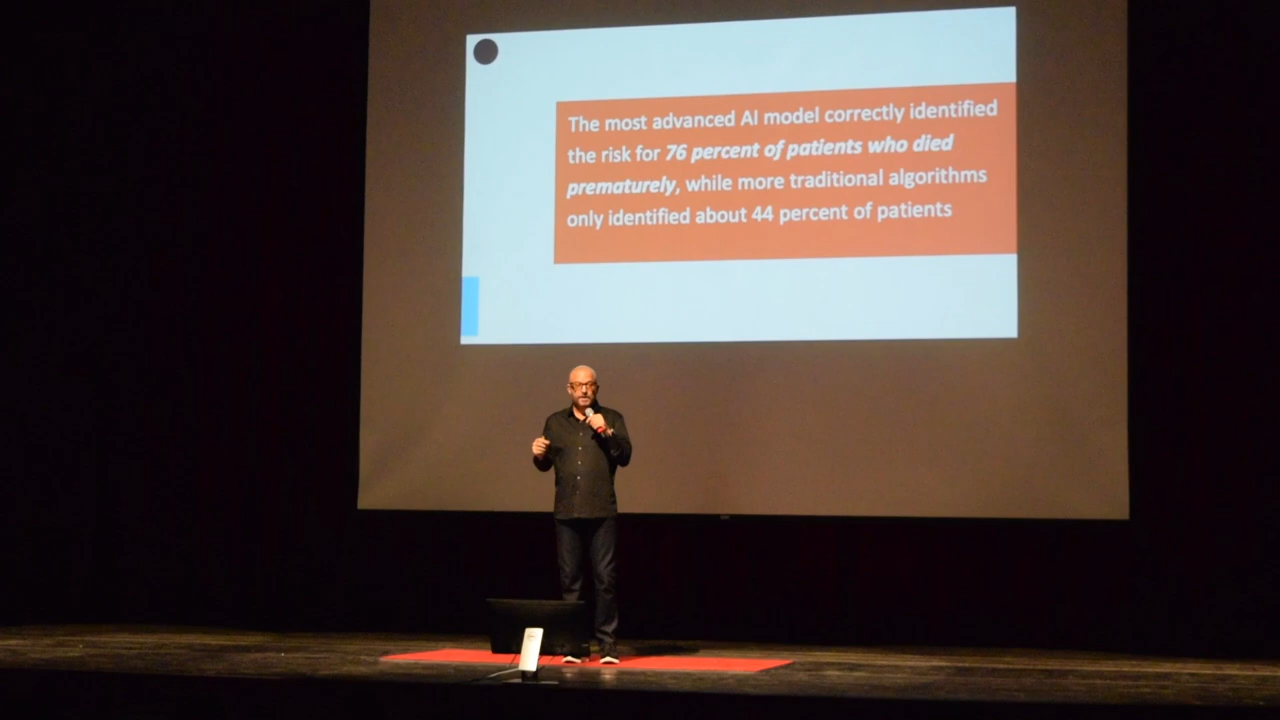 The most advanced AI model correctly identified
the risk for 76 percent of patients who died
prematurely, while more traditional algorithms
only identified about 44 percent of patients